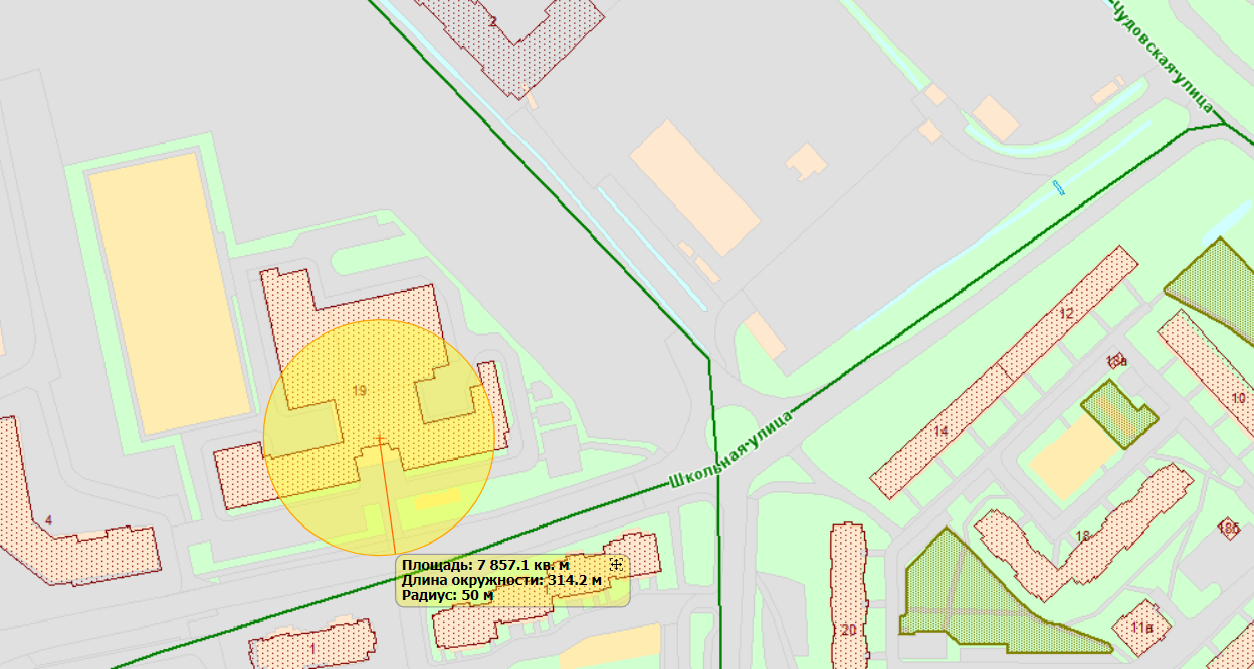 2
Чудовская улица
19
12
13а
10
14
Школьная улица
4
18
18б
Площадь: 7 857.1 кв. м
Длина окружности: 314.2 м
Радиус: 50 м
1
20
11а